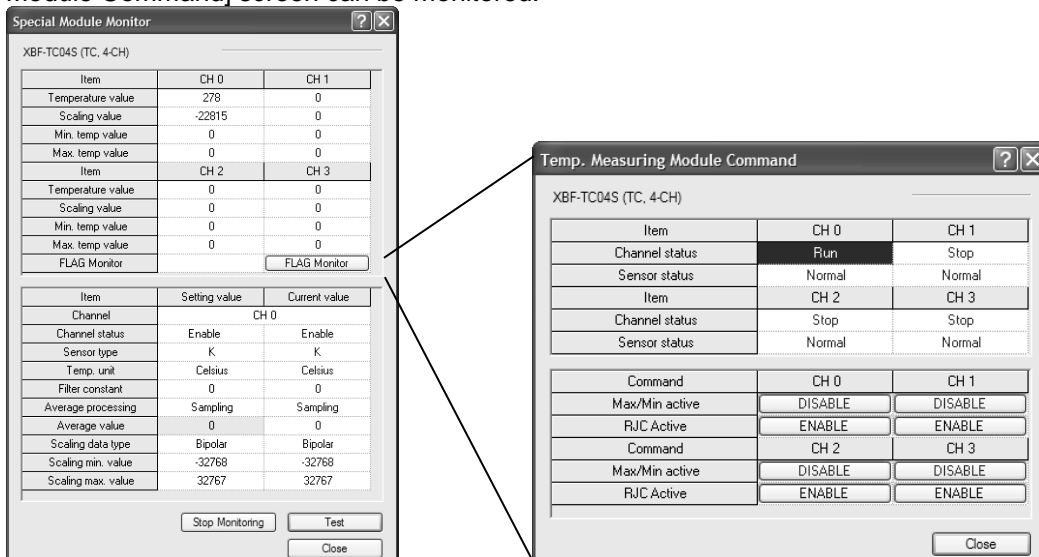 Module Command] screen can be monitored.
Special Module Monitor
XBF-TC04S (TC, 4-CH)
Item CH 0 CH 1
Temperature value 278 0
Scaling value -22815 0
Min. temp value 0 0
Max. temp value 0 0
Item CH 2 CH 3
Temperature value 0 0
Scaling value 0 0
Min. temp value 0 0
Max. temp value 0 0
FLAG Monitor FLAG Monitor
Item Setting value Current value
Channel CH 0
Channel status Enable Enable
Sensor type K K
Temp. unit Celsius Celsius
Filter constant 0 0
Average processing Sampling Sampling
Average value 0 0
Scaling data type Bipolar Bipolar
Scaling min. value -32768 -32768
Scaling max. value 32767 32767
Stop Monitoring Test
Close
Temp. Measuring Module Command
XBF-TC04S (TC, 4-CH)
Item CH 0 CH 1
Channel status Run Stop
Sensor status Normal Normal
Item CH 2 CH 3
Channel status Stop Stop
Sensor status Normal Normal
Command CH 0 CH 1
Max/Min active DISABLE DISABLE
RJC Active ENABLE ENABLE
Command CH 2 CH 3
Max/Min active DISABLE DISABLE
RJC Active ENABLE ENABLE
Close